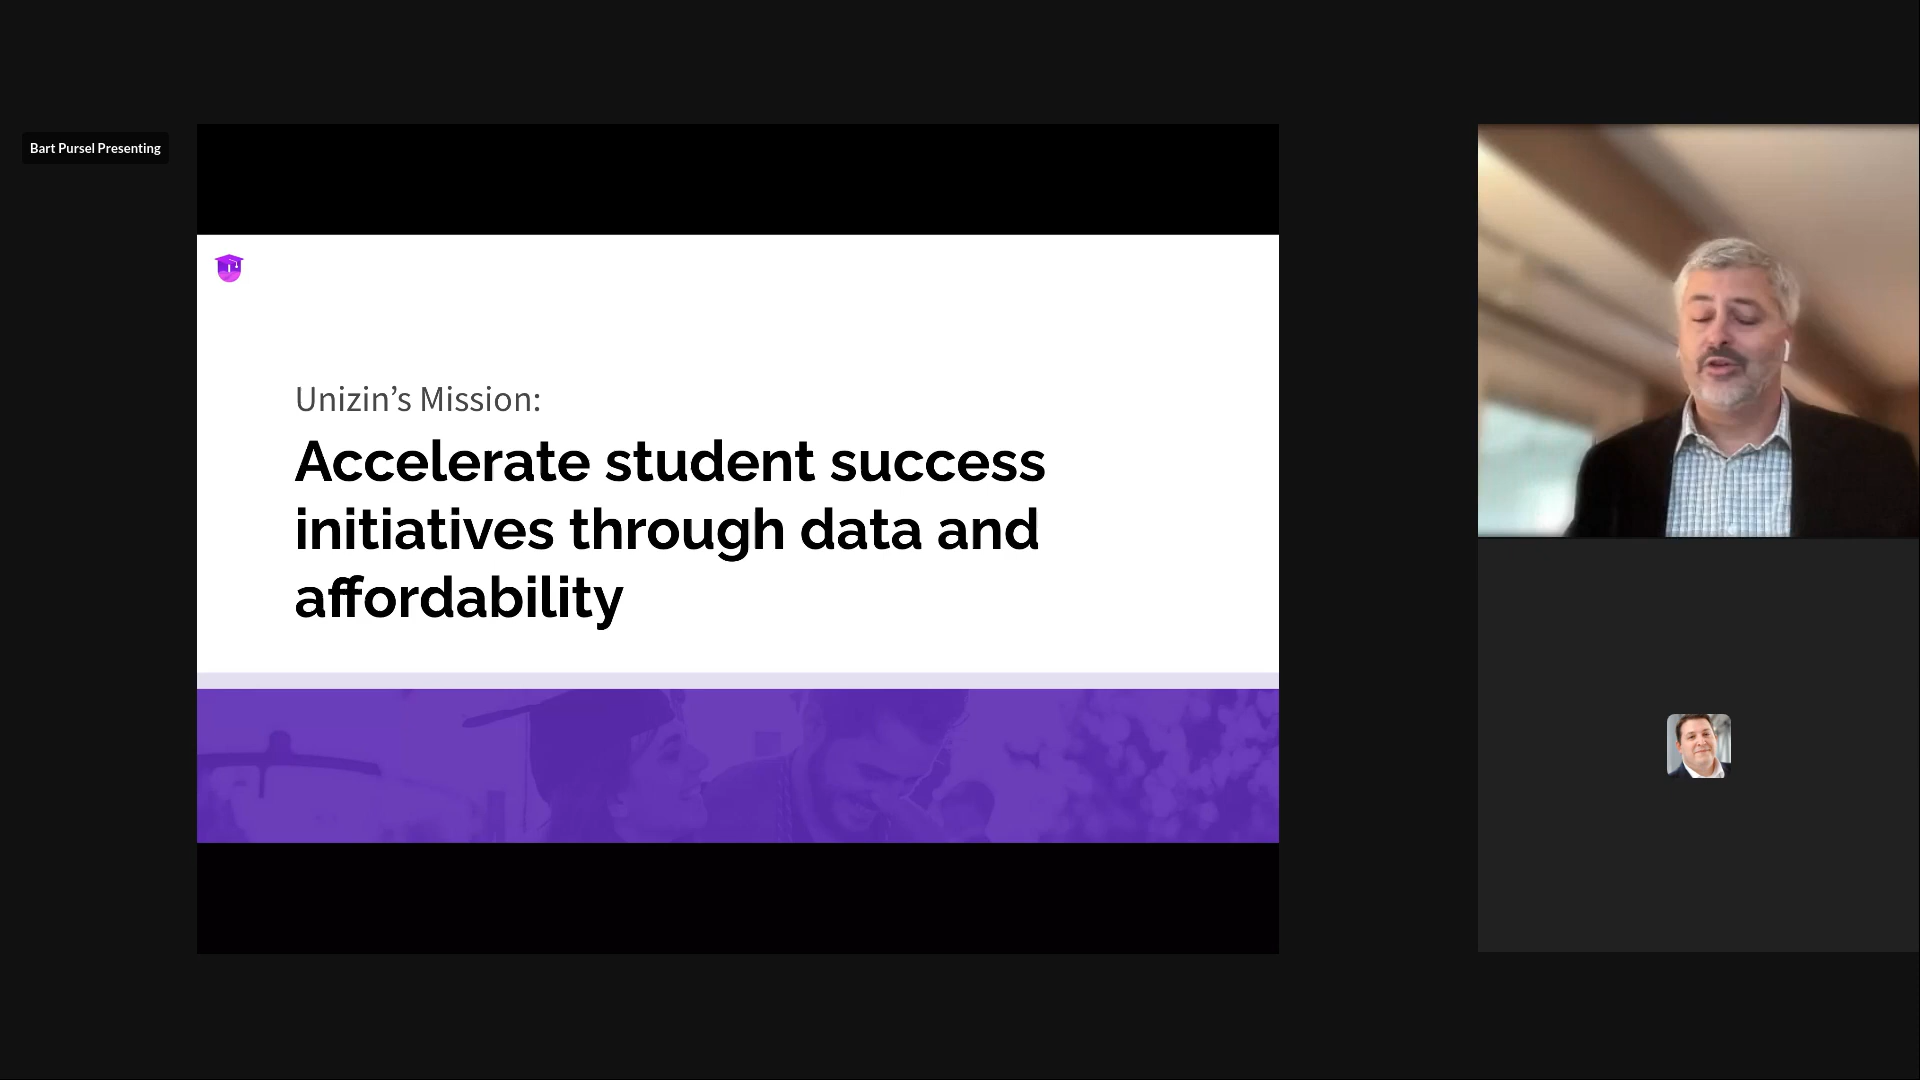 Bart Pursel Presenting
Unizin’s Mission:
Accelerate student success
initiatives through data and
affordability